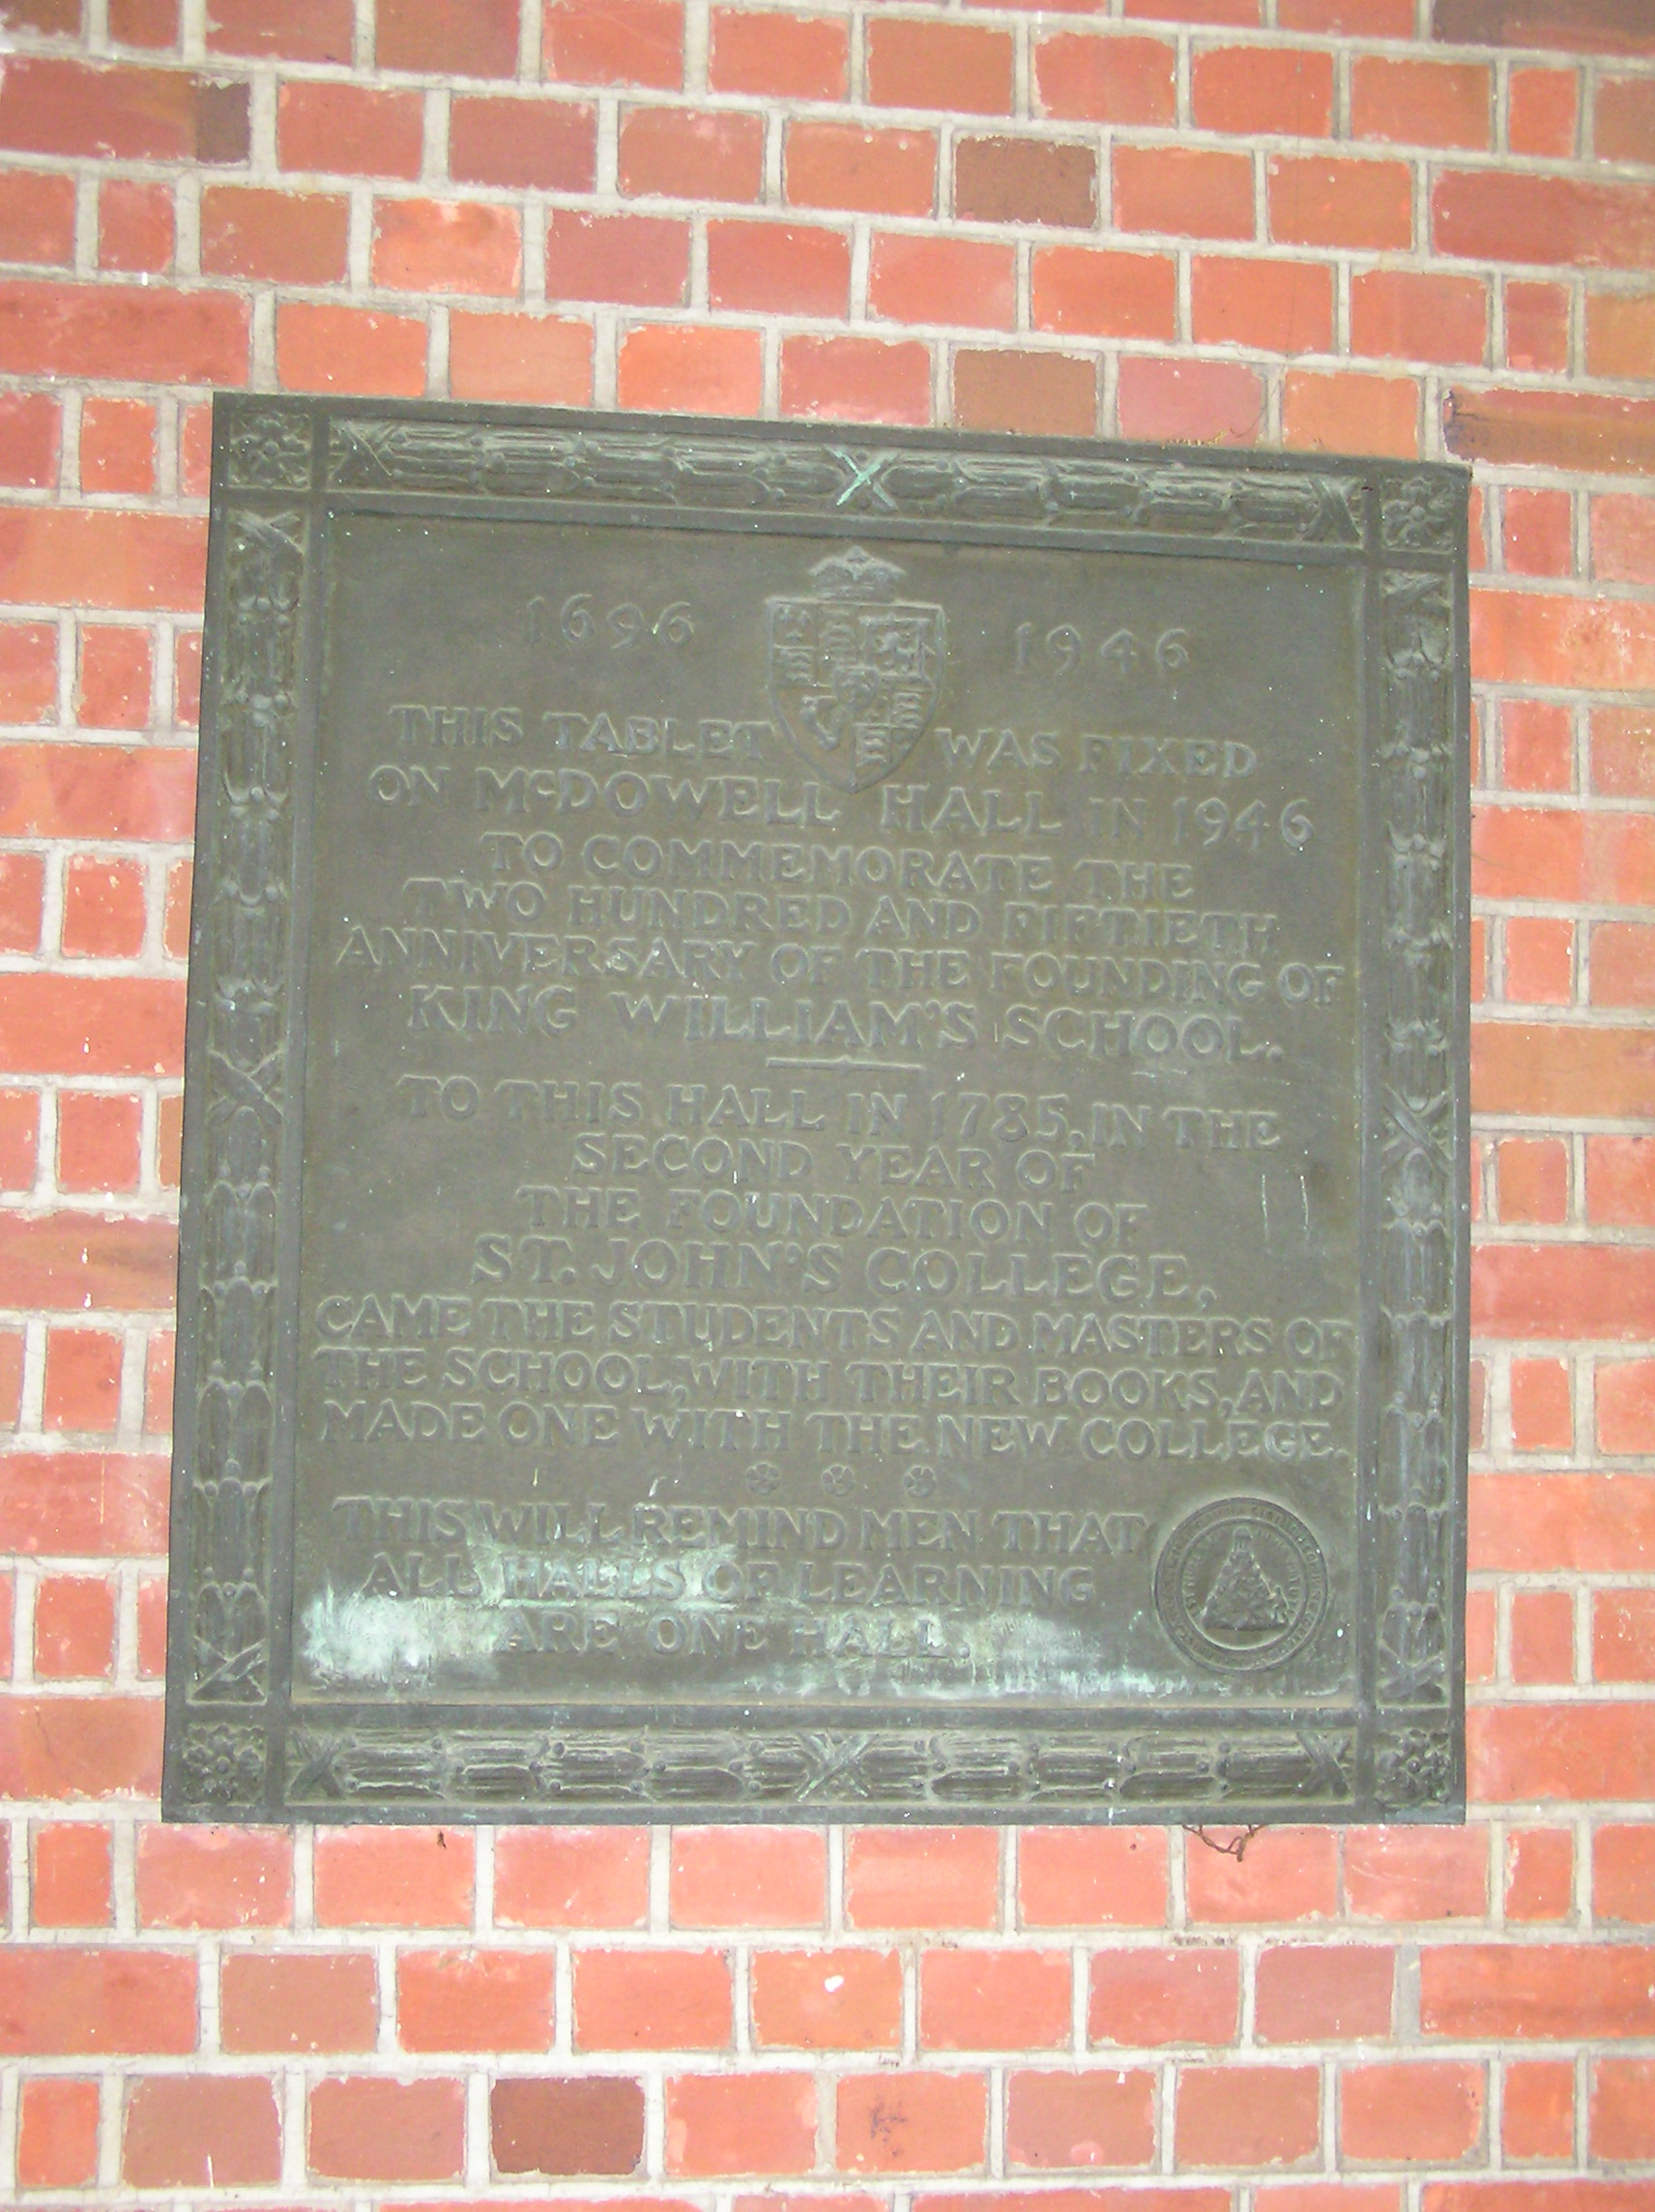 1696 1946
THIS TABLET WAS FIXED
ON McDOWELL HALL IN 1946
TO COMMEMORATE THE
TWO HUNDRED AND FIFTIETH
ANNIVERSARY OF THE FOUNDING OF
KING WILLIAM'S SCHOOL.
TO THIS HALL IN 1785, IN THE
SECOND YEAR OF
THE FOUNDATION OF
ST. JOHN'S COLLEGE,
CAME THE STUDENTS AND MASTERS OF
THE SCHOOL, WITH THEIR BOOKS, AND
MADE ONE WITH THE NEW COLLEGE.
THIS WILL REMIND MEN THAT
ALL HALLS OF LEARNING
ARE ONE HALL.